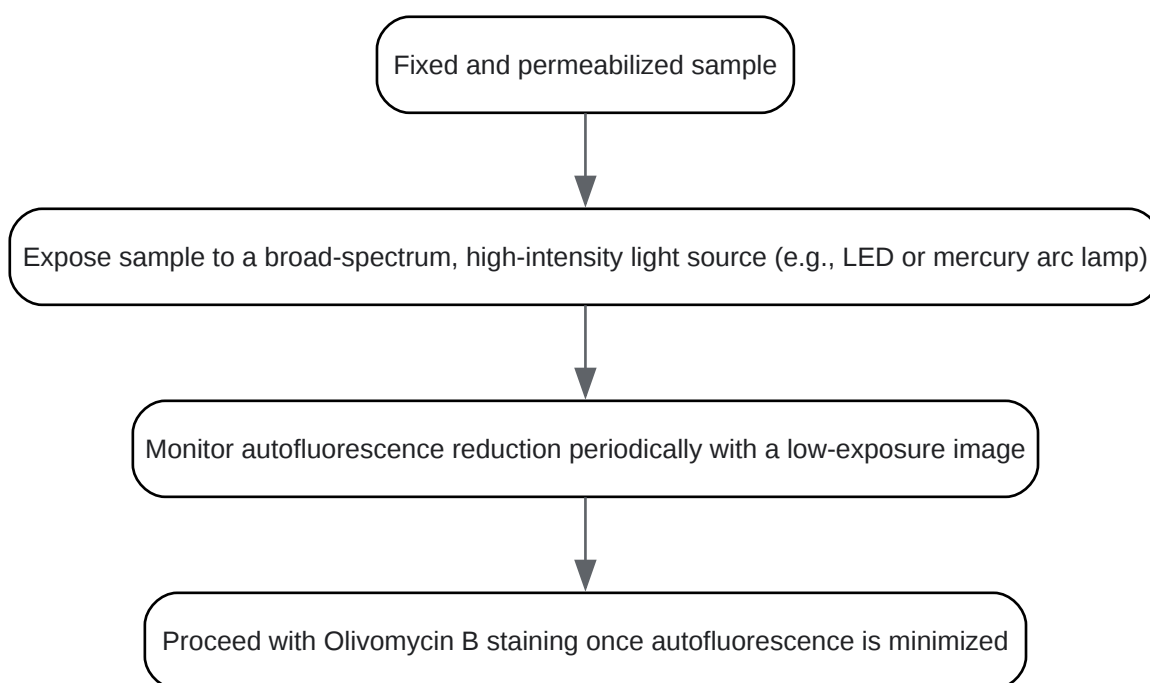 Fixed and permeabilized sample
Expose sample to a broad-spectrum, high-intensity light source (e.g., LED or mercury arc lamp)
Monitor autofluorescence reduction periodically with a low-exposure image
Proceed with Olivomycin B staining once autofluorescence is minimized